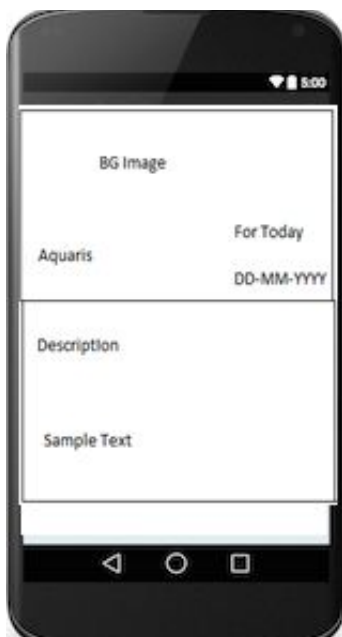 5:00
BG Image
For Today
Aquaris
DD-MM-YYYY
Description
Sample Text